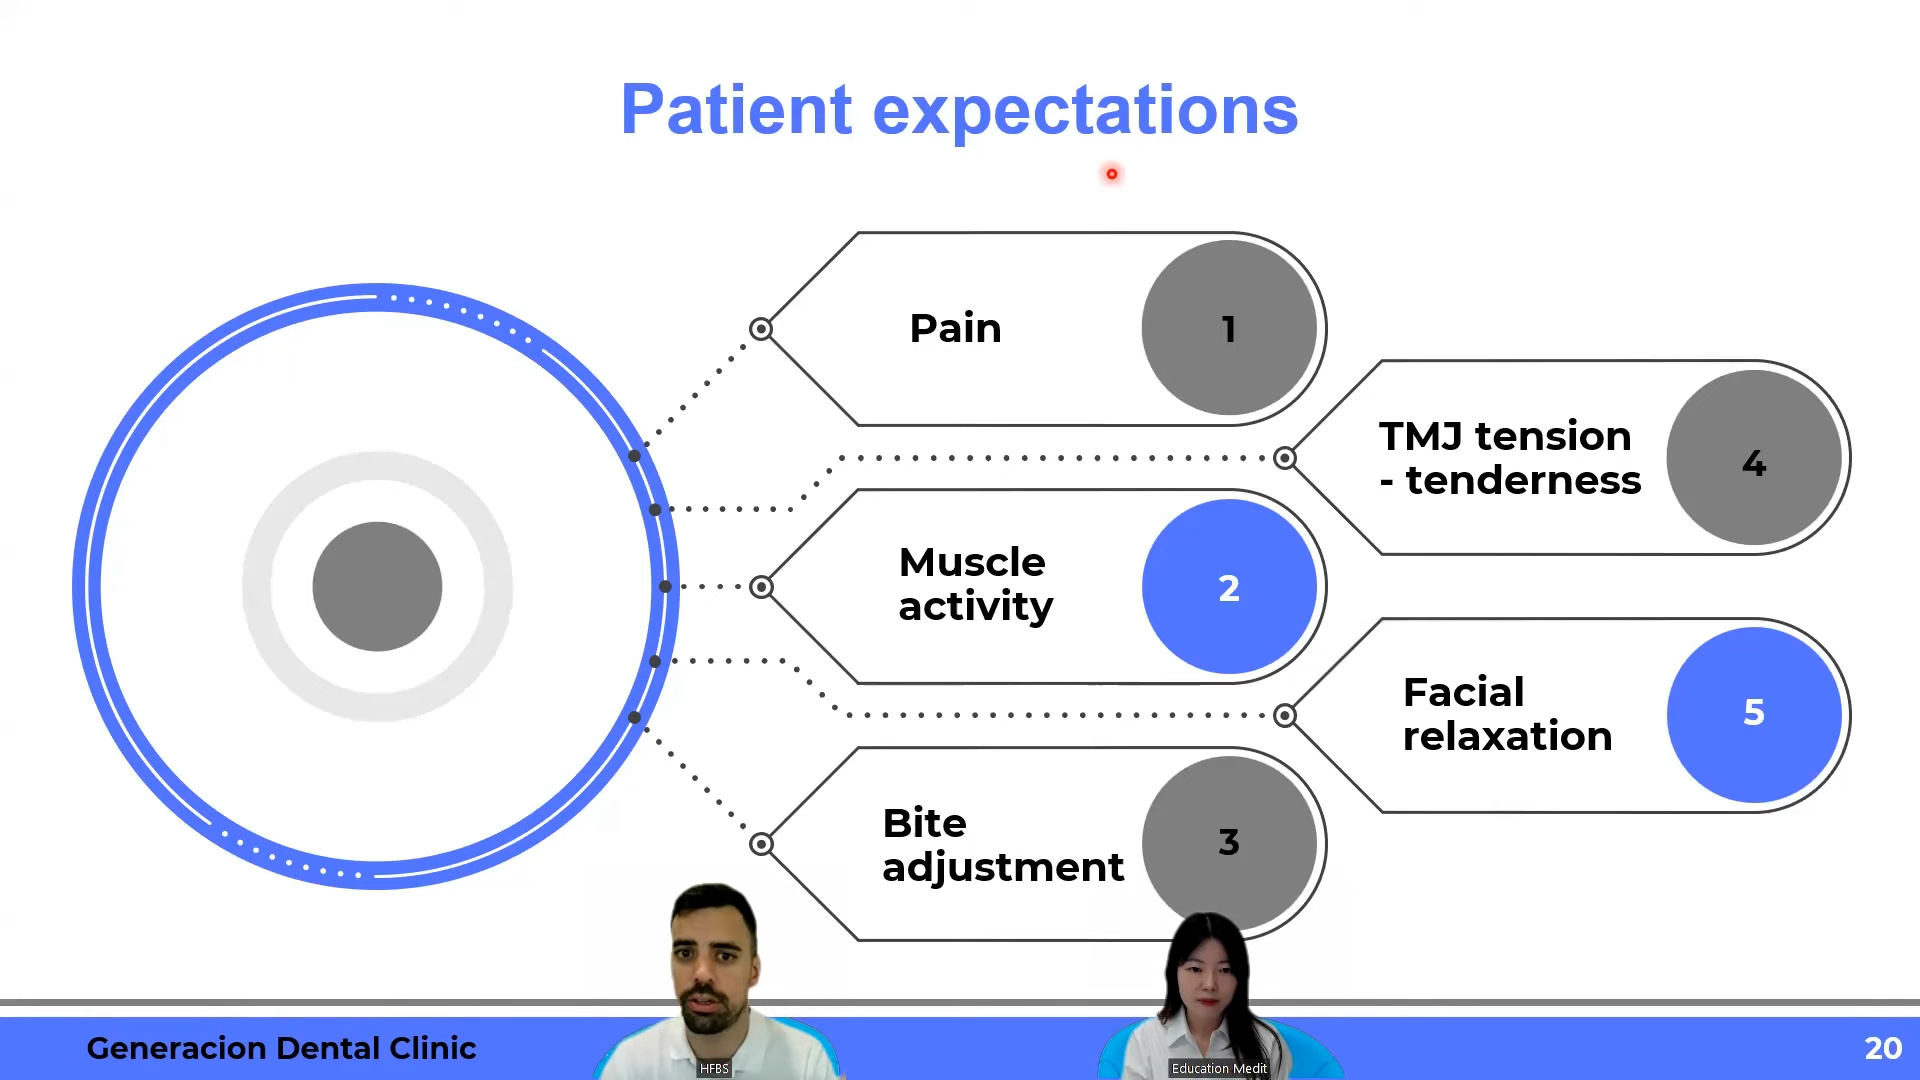 Patient expectations
Pain
1
TMJ tension
- tenderness
4
Muscle
activity
2
Facial
relaxation
5
Bite
adjustment
3
Generacion Dental Clinic
HFBS
Education Medit
20